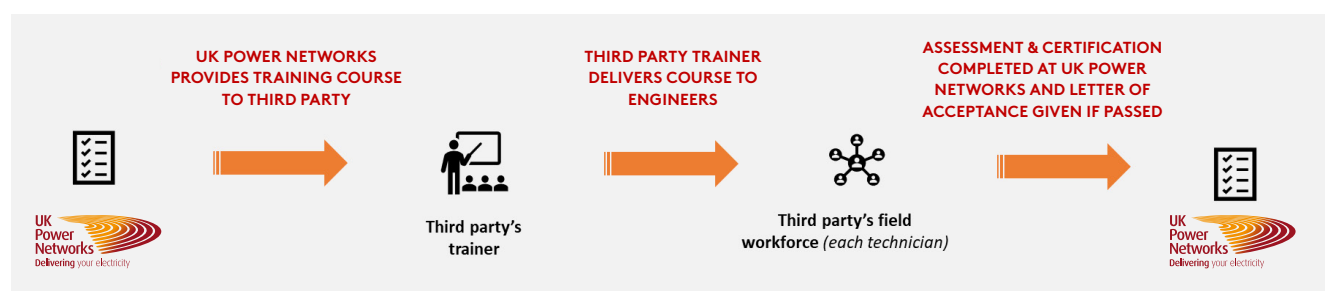 UK POWER NETWORKS
PROVIDES TRAINING COURSE
TO THIRD PARTY
THIRD PARTY TRAINER
DELIVERS COURSE TO
ENGINEERS
ASSESSMENT & CERTIFICATION
COMPLETED AT UK POWER
NETWORKS AND LETTER OF
ACCEPTANCE GIVEN IF PASSED
UK
Power
Networks
Delivering your electricity
Third party's
trainer
Third party's field
workforce (each technician)
UK
Power
Networks
Delivering your electricity